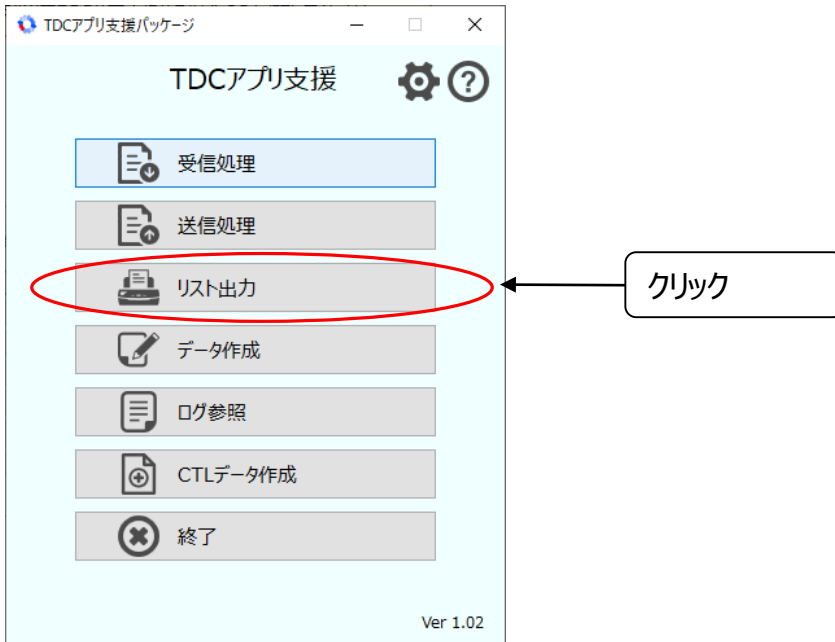 TDCアプリ支援パッケージ
TDCアプリ支援
受信処理
送信処理
リスト出力
クリック
データ作成
ログ参照
CTLデータ作成
終了
Ver 1.02